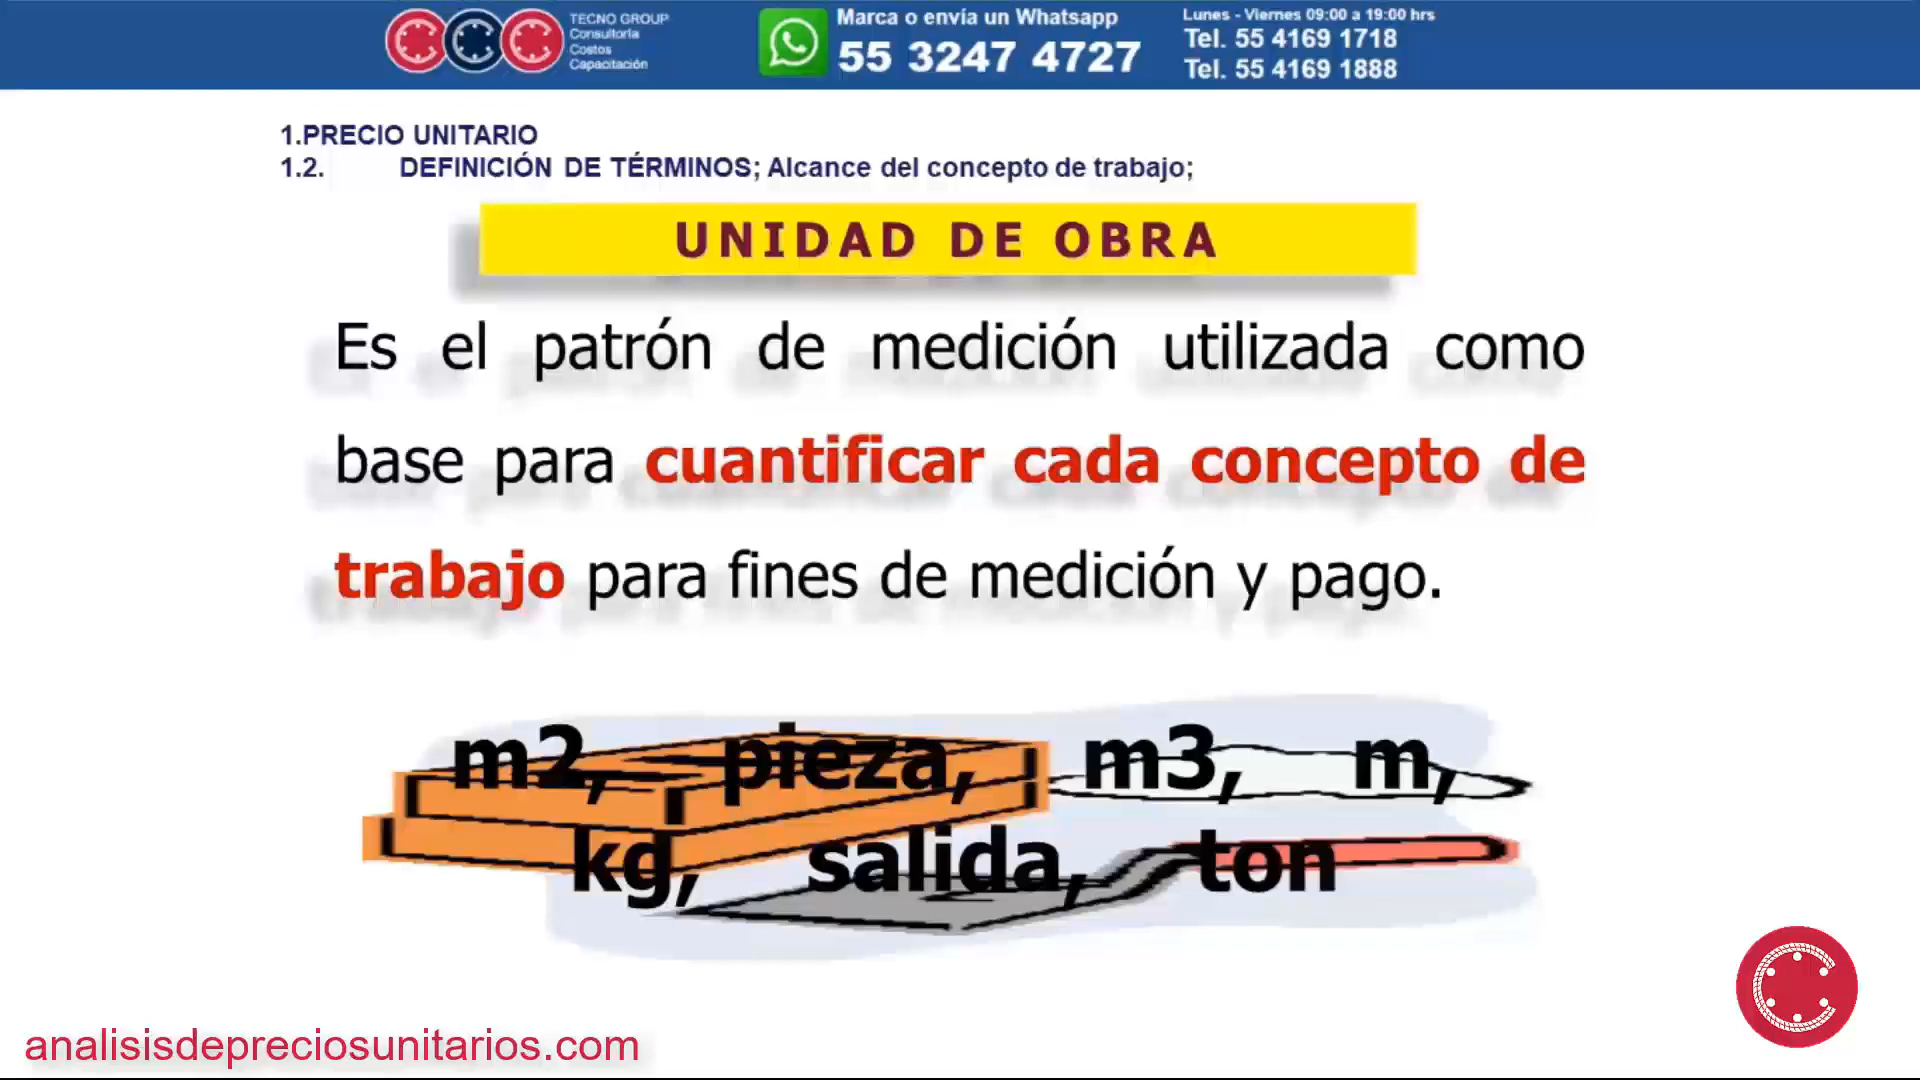 TECNO GROUP
Consultoría
Costos
Capacitación
Marca o envía un Whatsapp
55 3247 4727
Lunes - Viernes 09:00 a 19:00 hrs
Tel. 55 4169 1718
Tel. 55 4169 1888
1.PRECIO UNITARIO
1.2. DEFINICIÓN DE TÉRMINOS; Alcance del concepto de trabajo;
UNIDAD DE OBRA
Es el patrón de medición utilizada como
base para cuantificar cada concepto de
trabajo para fines de medición y pago.
m2, pieza, m3, m,
kg, salida, ton
analisisdepreciosunitarios.com